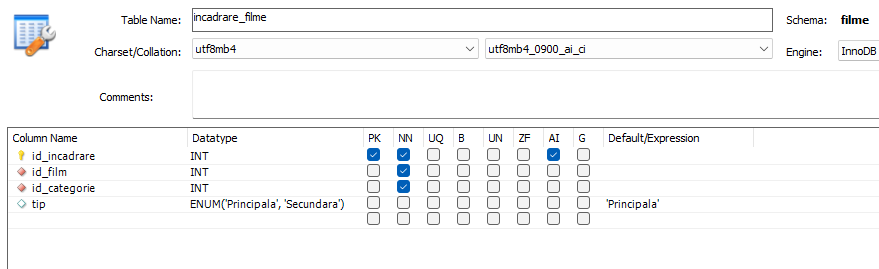 Table Name: incadrare_filme Schema: filme
Charset/Collation: utf8mb4 utf8mb4_0900_ai_ci Engine: InnoDB
Comments:
Column Name Datatype PK NN UQ B UN ZF AI G Default/Expression
id_incadrare INT
id_film INT
id_categorie INT
tip ENUM('Principala', 'Secundara') 'Principala'